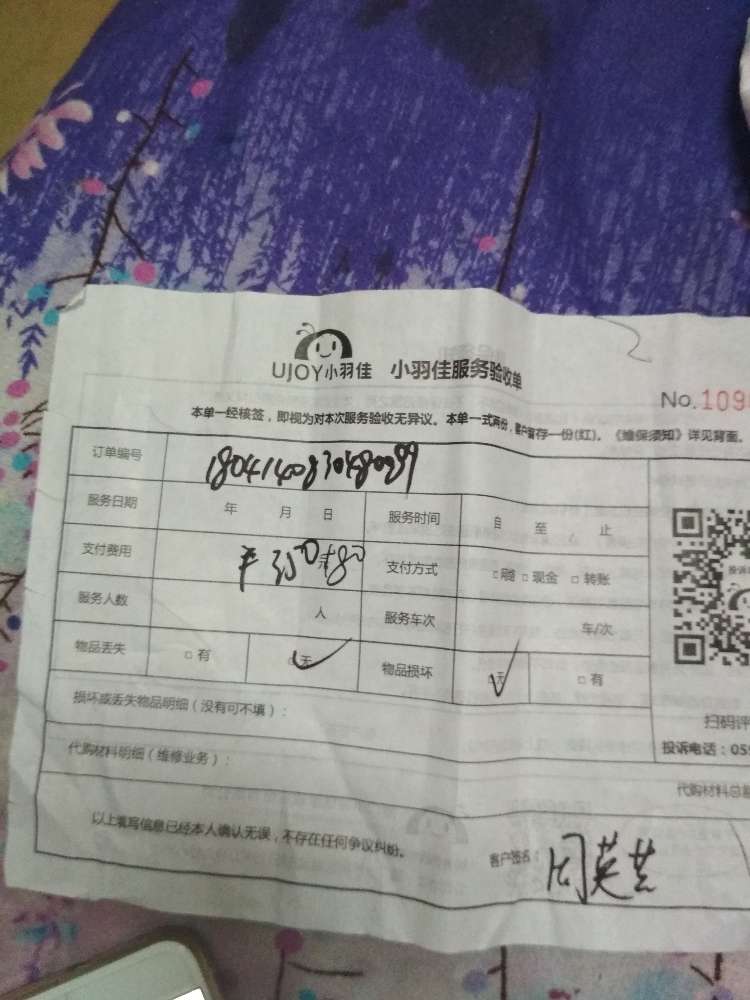 UJOY小羽佳 小羽佳服务验收单
No.109
本单一经核签，即视为对本次服务验收无异议。本单一式两份，客户留存一份(红)。《维保须知》详见背面。
订单编号
服务日期 年 月 日 服务时间 自 至 止
支付费用 支付方式 □ 现金 □ 转账
服务人数 人 服务车次 车/次
物品丢失 □ 有 □ 无 物品损坏 □ 无 □ 有
损坏或丢失物品明细（没有可不填）：
扫码评
投诉电话：059
代购材料明细（维修业务）：
代购材料总
以上填写信息已经本人确认无误，不存在任何争议纠纷。
客户签名：周英芸